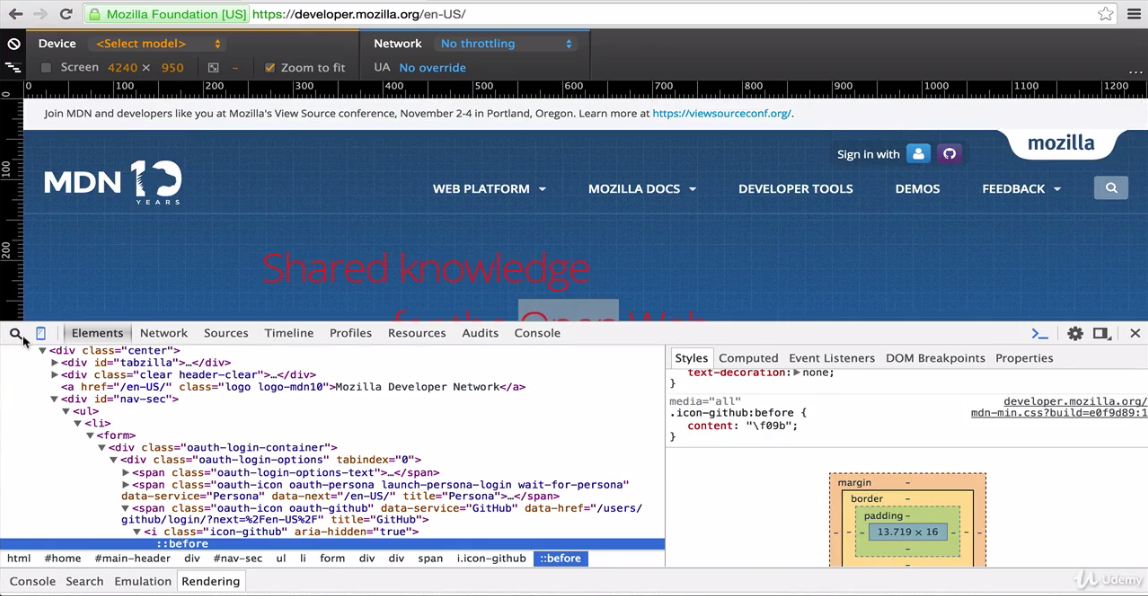 Mozilla Foundation [US] https://developer.mozilla.org/en-US/
Device <Select model> Network No throttling
Screen 4240 × 950 - Zoom to fit UA No override ...
0 100 200 300 400 500 600 700 800 900 1000 1100 1200
0
100
200
Join MDN and developers like you at Mozilla's View Source conference, November 2-4 in Portland, Oregon. Learn more at https://viewsourceconf.org/.
Sign in with
mozilla
MDN 10 YEARS
WEB PLATFORM MOZILLA DOCS DEVELOPER TOOLS DEMOS FEEDBACK
Shared knowledge
for the Open Web
Elements Network Sources Timeline Profiles Resources Audits Console
<div class="center">
<div id="tabzilla">…</div>
<div class="clear header-clear">…</div>
<a href="/en-US/" class="logo logo-mdn10">Mozilla Developer Network</a>
<div id="nav-sec">
<ul>
<li>
<form>
<div class="oauth-login-container">
<div class="oauth-login-options" tabindex="0">
<span class="oauth-login-options-text">…</span>
<span class="oauth-icon oauth-persona launch-persona-login wait-for-persona"
data-service="Persona" data-next="/en-US/" title="Persona">…</span>
<span class="oauth-icon oauth-github" data-service="GitHub" data-href="/users/
github/login/?next=%2Fen-US%2F" title="GitHub">
<i class="icon-github" aria-hidden="true">
::before
html #home #main-header div #nav-sec ul li form div div span i.icon-github ::before
Styles Computed Event Listeners DOM Breakpoints Properties
text-decoration: none;
}
media="all" developer.mozilla.org/
.icon-github:before { mdn-min.css?build=e0f9d89:1
content: "\f09b";
}
margin -
border -
padding -
- - - 13.719 × 16 - - -
-
Console Search Emulation Rendering
Udemy